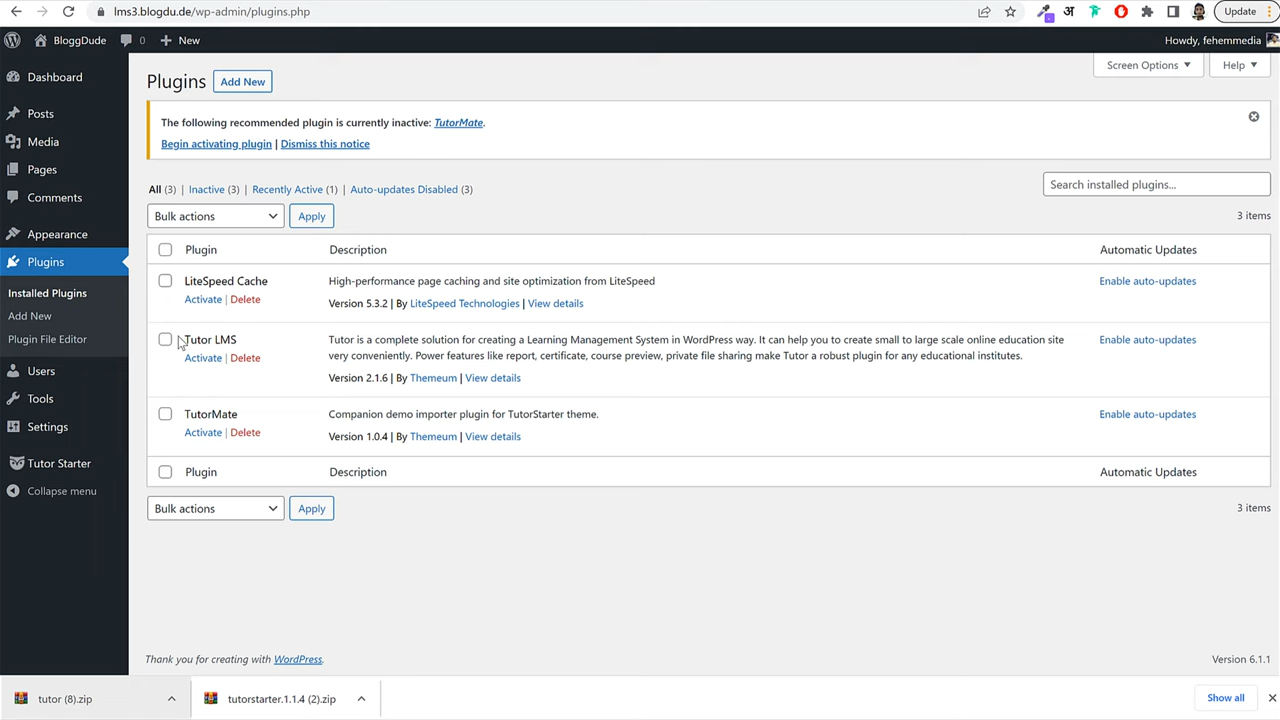 lms3.blogdu.de/wp-admin/plugins.php
Update
BloggDude 0 New
Howdy, fehemmedia
Dashboard
Posts
Media
Pages
Comments
Appearance
Plugins
Installed Plugins
Add New
Plugin File Editor
Users
Tools
Settings
Tutor Starter
Collapse menu
Screen Options
Help
Plugins
Add New
The following recommended plugin is currently inactive: TutorMate.
Begin activating plugin | Dismiss this notice
All (3) | Inactive (3) | Recently Active (1) | Auto-updates Disabled (3)
Search installed plugins...
Bulk actions
Apply
3 items
Plugin Description Automatic Updates
LiteSpeed Cache High-performance page caching and site optimization from LiteSpeed Enable auto-updates
Activate | Delete Version 5.3.2 | By LiteSpeed Technologies | View details
Tutor LMS Tutor is a complete solution for creating a Learning Management System in WordPress way. It can help you to create small to large scale online education site Enable auto-updates
very conveniently. Power features like report, certificate, course preview, private file sharing make Tutor a robust plugin for any educational institutes.
Activate | Delete
Version 2.1.6 | By Themeum | View details
TutorMate Companion demo importer plugin for TutorStarter theme. Enable auto-updates
Activate | Delete Version 1.0.4 | By Themeum | View details
Plugin Description Automatic Updates
Bulk actions
Apply
3 items
Thank you for creating with WordPress.
Version 6.1.1
tutor (8).zip
tutorstarter.1.1.4 (2).zip
Show all